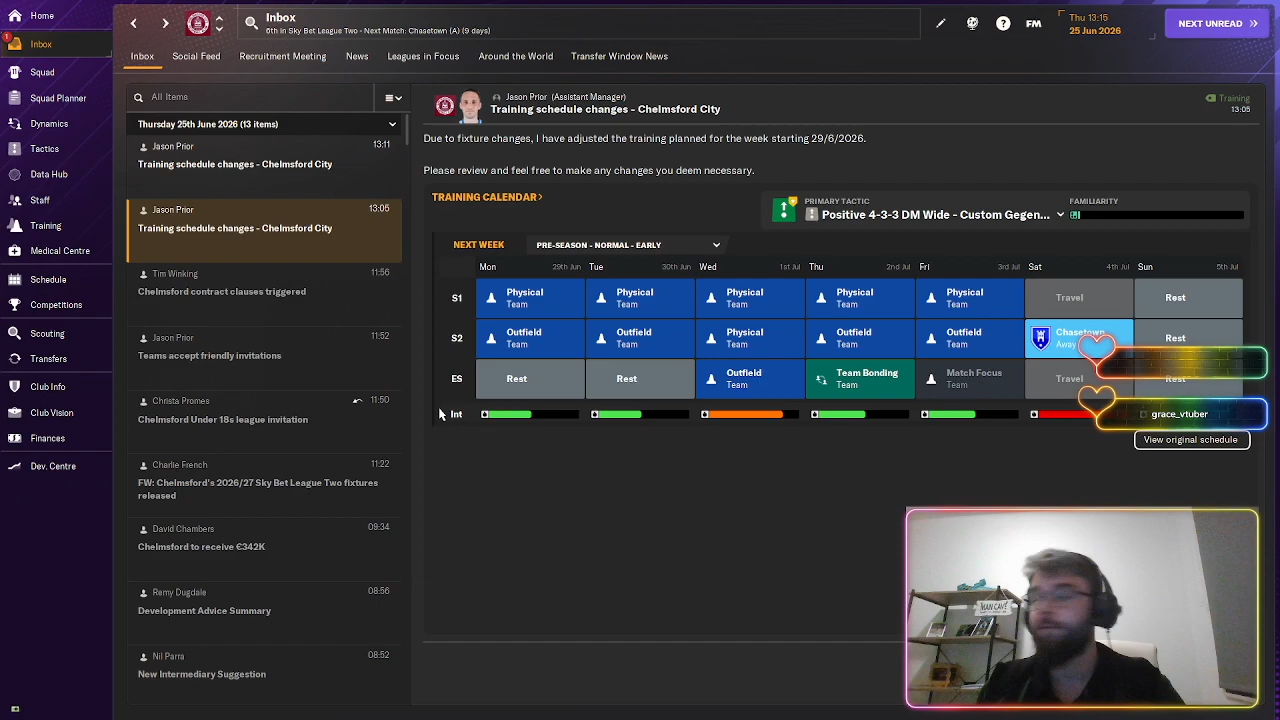 Home
1
Inbox
Squad
Squad Planner
Dynamics
Tactics
Data Hub
Staff
Training
Medical Centre
Schedule
Competitions
Scouting
Transfers
Club Info
Club Vision
Finances
Dev. Centre
Inbox
8th in Sky Bet League Two - Next Match: Chasetown (A) (9 days)
FM
Thu 13:15
25 Jun 2026
NEXT UNREAD
Inbox Social Feed Recruitment Meeting News Leagues in Focus Around the World Transfer Window News
All Items
Thursday 25th June 2026 (13 items)
Jason Prior 13:11
Training schedule changes - Chelmsford City
Jason Prior 13:05
Training schedule changes - Chelmsford City
Tim Winking 11:56
Chelmsford contract clauses triggered
Jason Prior 11:52
Teams accept friendly invitations
Christa Promes 11:50
Chelmsford Under 18s league invitation
Charlie French 11:22
FW: Chelmsford's 2026/27 Sky Bet League Two fixtures
released
David Chambers 09:34
Chelmsford to receive €342K
Remy Dugdale 08:56
Development Advice Summary
Nil Parra 08:52
New Intermediary Suggestion
Jason Prior (Assistant Manager)
Training schedule changes - Chelmsford City
Training
13:05
Due to fixture changes, I have adjusted the training planned for the week starting 29/6/2026.
Please review and feel free to make any changes you deem necessary.
TRAINING CALENDAR
PRIMARY TACTIC
Positive 4-3-3 DM Wide - Custom Gegen...
FAMILIARITY
NEXT WEEK
PRE-SEASON - NORMAL - EARLY
Mon 29th Jun Tue 30th Jun Wed 1st Jul Thu 2nd Jul Fri 3rd Jul Sat 4th Jul Sun 5th Jul
S1
Physical Physical Physical Physical Physical Travel Rest
Team Team Team Team Team
S2
Outfield Outfield Physical Outfield Outfield Chasetown Rest
Team Team Team Team Team Away
ES
Rest Rest Outfield Team Bonding Match Focus Travel Rest
Team Team Team
Int
grace_vtuber
View original schedule
MAN CAVE